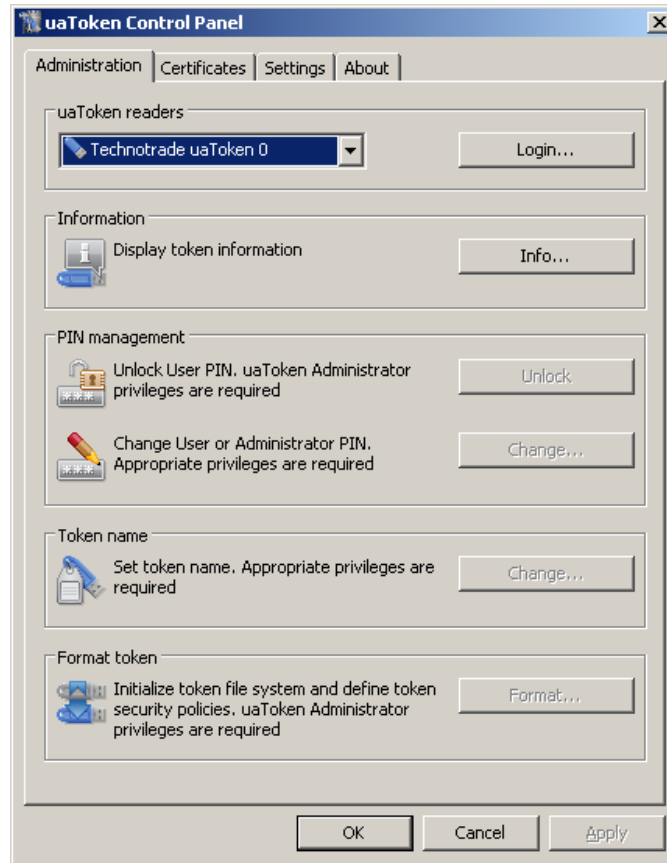 uaToken Control Panel
Administration Certificates Settings About
uaToken readers
Technotrade uaToken 0
Login...
Information
Display token information
Info...
PIN management
Unlock User PIN. uaToken Administrator
privileges are required
Unlock
Change User or Administrator PIN.
Appropriate privileges are required
Change...
Token name
Set token name. Appropriate privileges are
required
Change...
Format token
Initialize token file system and define token
security policies. uaToken Administrator
privileges are required
Format...
OK Cancel Apply